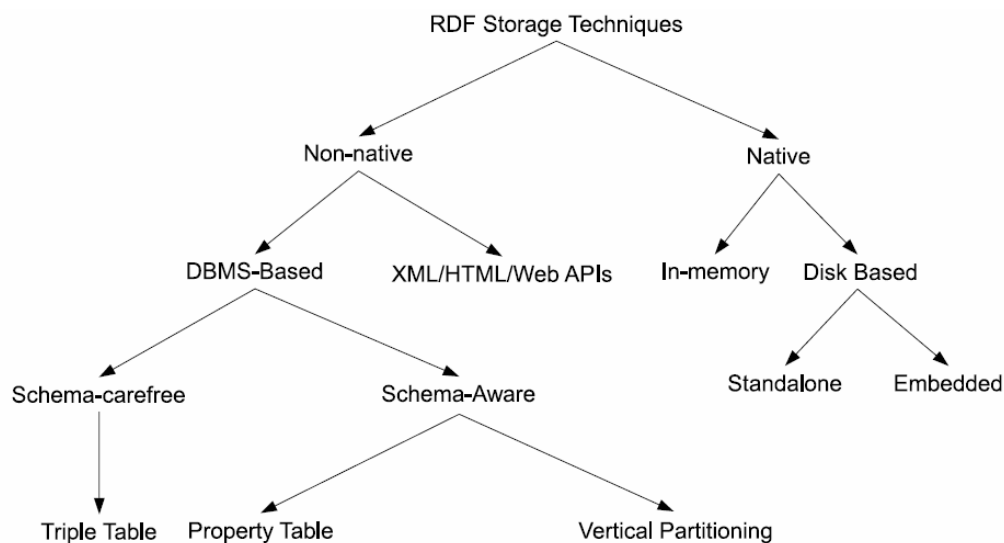 RDF Storage Techniques
Non-native
Native
DBMS-Based
XML/HTML/Web APIs
In-memory
Disk Based
Schema-carefree
Schema-Aware
Standalone
Embedded
Triple Table
Property Table
Vertical Partitioning